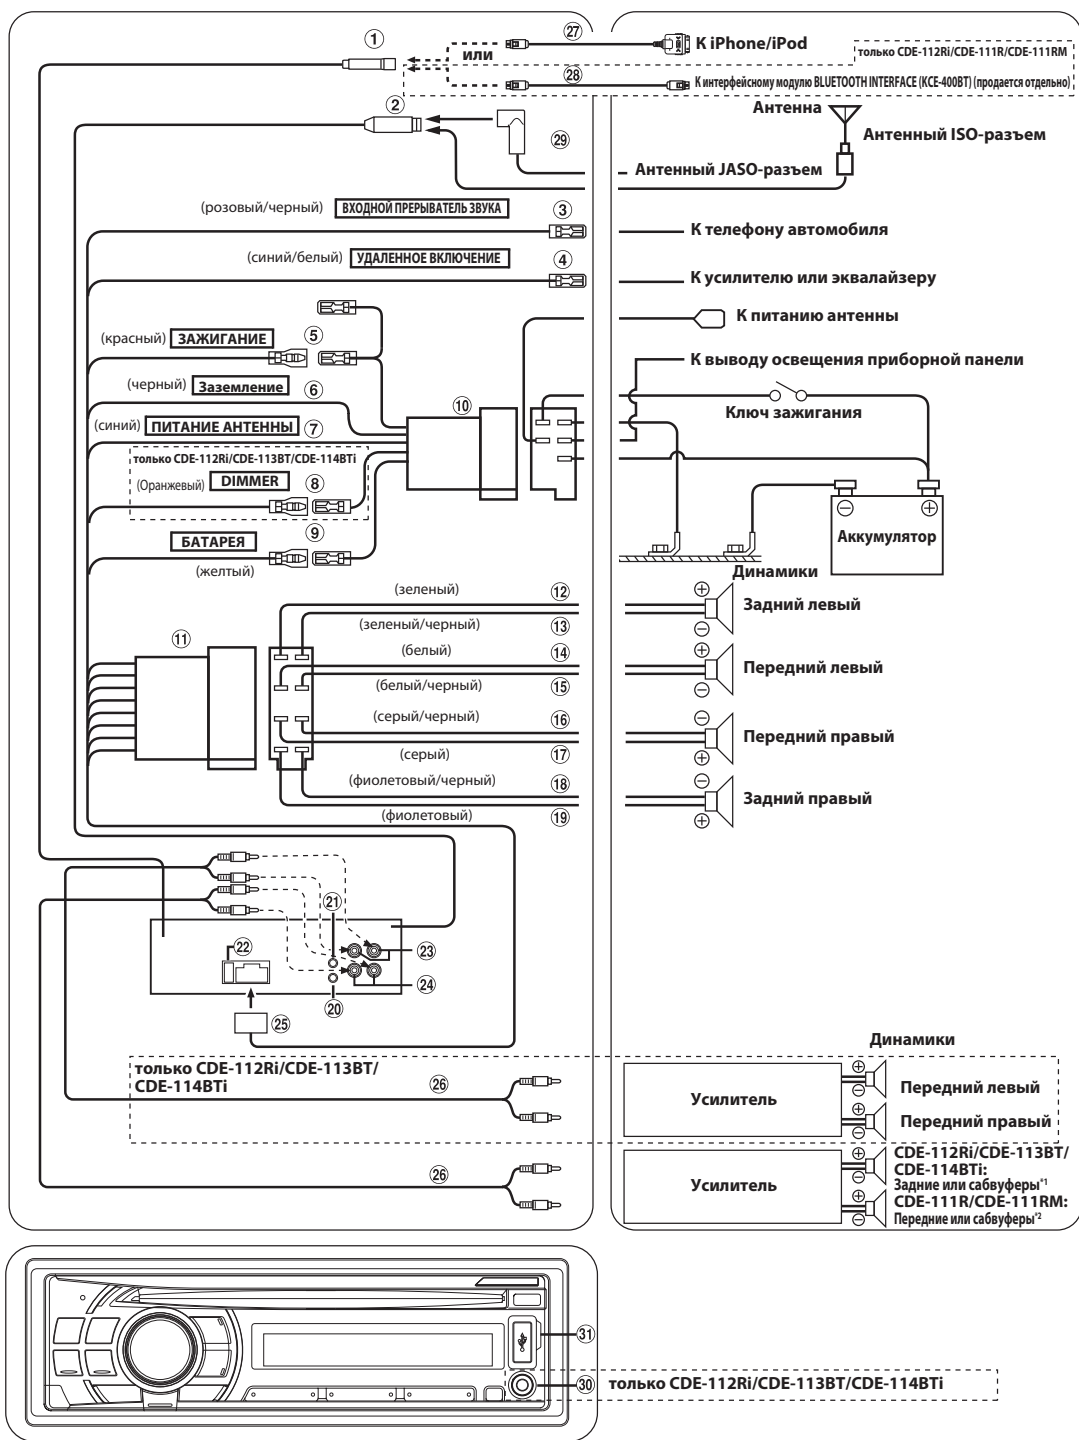 ① ㉗ К iPhone/iPod
или
только CDE-112Ri/CDE-111R/CDE-111RM
㉘ К интерфейсному модулю BLUETOOTH INTERFACE (KCE-400BT) (продается отдельно)
② Антенна
Антенный ISO-разъем
㉙
Антенный JASO-разъем
(розовый/черный) ВХОДНОЙ ПРЕРЫВАТЕЛЬ ЗВУКА ③
К телефону автомобиля
(синий/белый) УДАЛЕННОЕ ВКЛЮЧЕНИЕ ④
К усилителю или эквалайзеру
К питанию антенны
(красный) ЗАЖИГАНИЕ ⑤
К выводу освещения приборной панели
(черный) Заземление ⑥
⑩
Ключ зажигания
(синий) ПИТАНИЕ АНТЕННЫ ⑦
только CDE-112Ri/CDE-113BT/CDE-114BTi
(Оранжевый) DIMMER ⑧
⊖ ⊕
Аккумулятор
БАТАРЕЯ ⑨
(желтый)
Динамики
(зеленый) ⑫ ⊕
Задний левый
(зеленый/черный) ⑬ ⊖
⑪
(белый) ⑭ ⊕
Передний левый
(белый/черный) ⑮ ⊖
(серый/черный) ⑯ ⊖
Передний правый
(серый) ⑰ ⊕
(фиолетовый/черный) ⑱ ⊖
Задний правый
(фиолетовый) ⑲ ⊕
㉑
㉒ ㉓
㉔
⑳
㉕
Динамики
только CDE-112Ri/CDE-113BT/
CDE-114BTi
㉖
Усилитель
⊕ ⊖ Передний левый
⊕ ⊖ Передний правый
㉖
Усилитель
⊕ ⊖
CDE-112Ri/CDE-113BT/
CDE-114BTi:
Задние или сабвуферы*1
⊕ ⊖
CDE-111R/CDE-111RM:
Передние или сабвуферы*2
㉛
㉚ только CDE-112Ri/CDE-113BT/CDE-114BTi